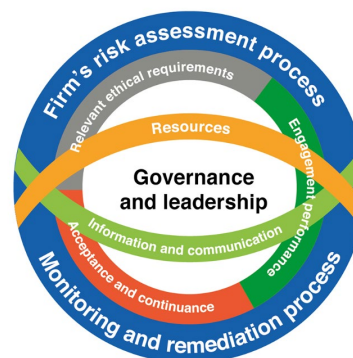 Firm's risk assessment process
Relevant ethical requirements
Resources
Engagement performance
Governance
and leadership
Information and communication
Acceptance and continuance
Monitoring and remediation process